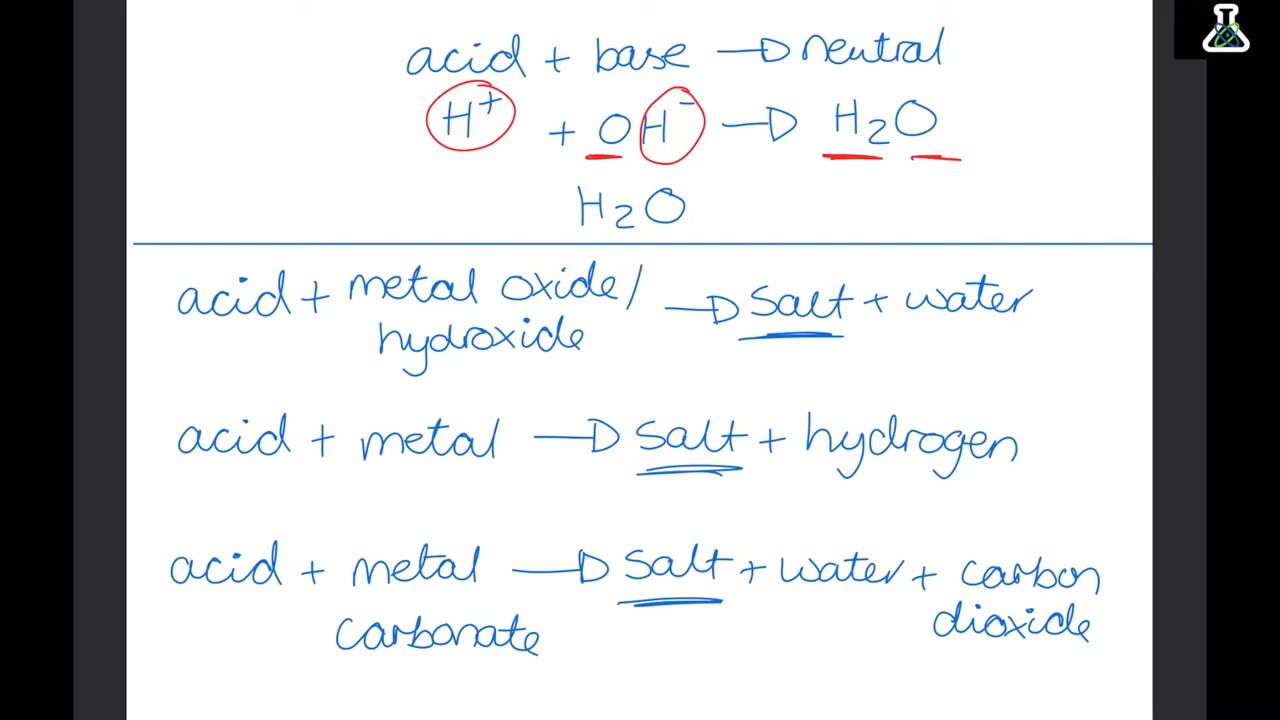 acid + base → neutral
H⁺ + OH⁻ → H₂O
H₂O
acid + metal oxide/ → salt + water
hydroxide
acid + metal → salt + hydrogen
acid + metal → salt + water + carbon
carbonate dioxide